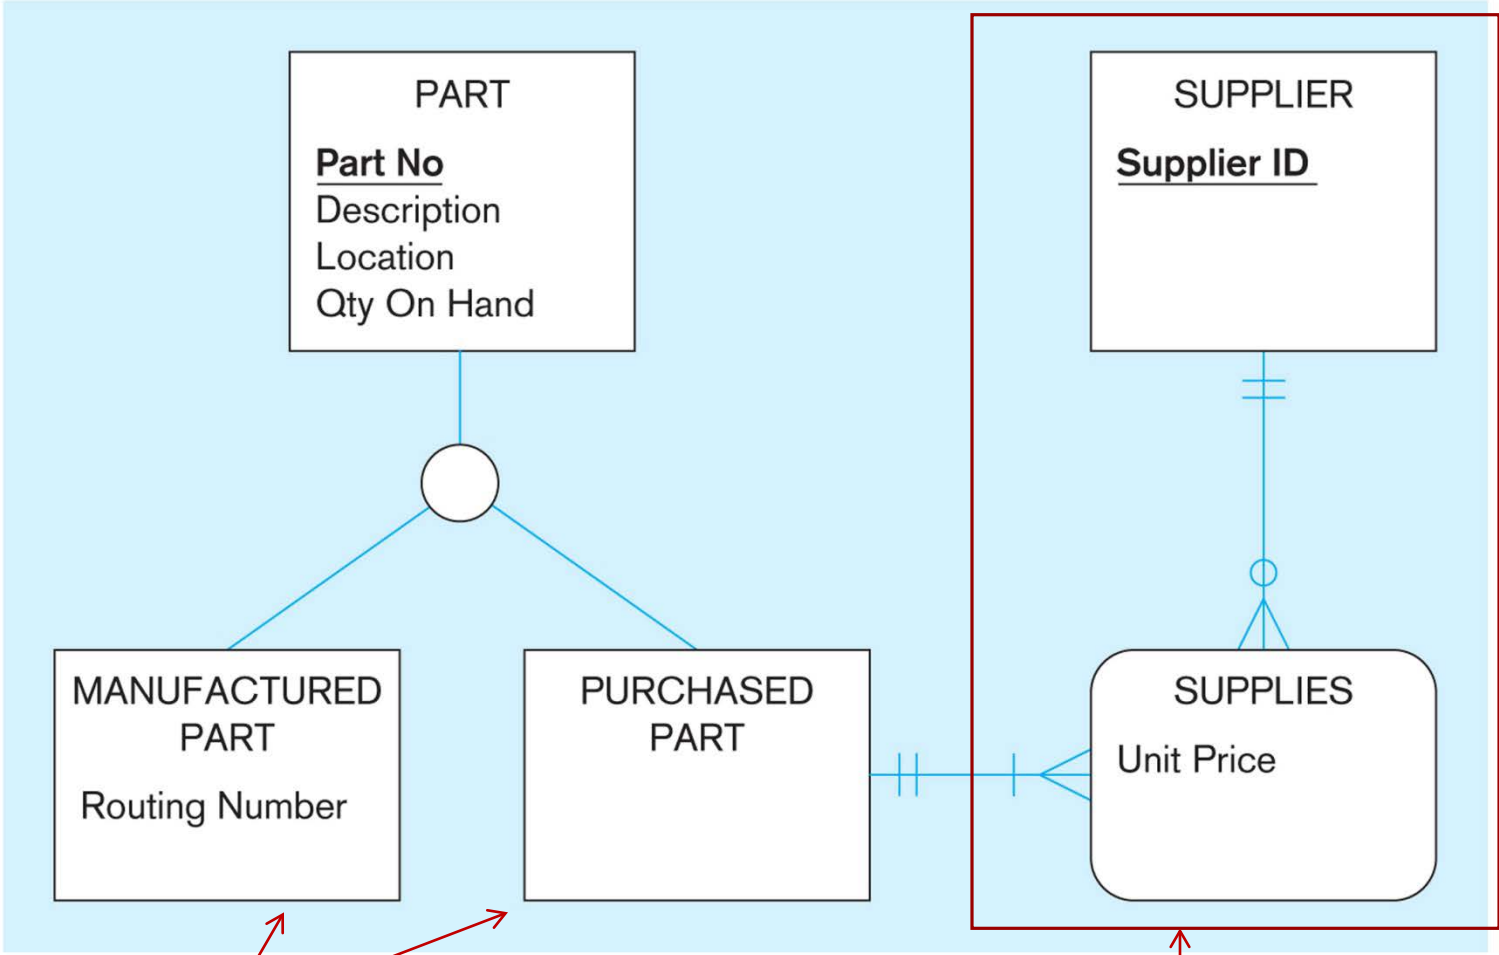 PART
Part No
Description
Location
Qty On Hand
SUPPLIER
Supplier ID
MANUFACTURED
PART
Routing Number
PURCHASED
PART
SUPPLIES
Unit Price